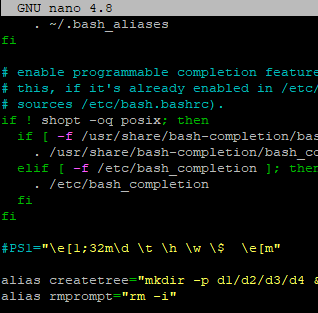 GNU nano 4.8
. ~/.bash_aliases
fi
# enable programmable completion feature
# this, if it's already enabled in /etc/
# sources /etc/bash.bashrc).
if ! shopt -oq posix; then
if [ -f /usr/share/bash-completion/bas
. /usr/share/bash-completion/bash_co
elif [ -f /etc/bash_completion ]; then
. /etc/bash_completion
fi
fi
#PS1="\e[1;32m\d \t \h \w \$ \e[m"
alias createtree="mkdir -p d1/d2/d3/d4 &
alias rmprompt="rm -i"